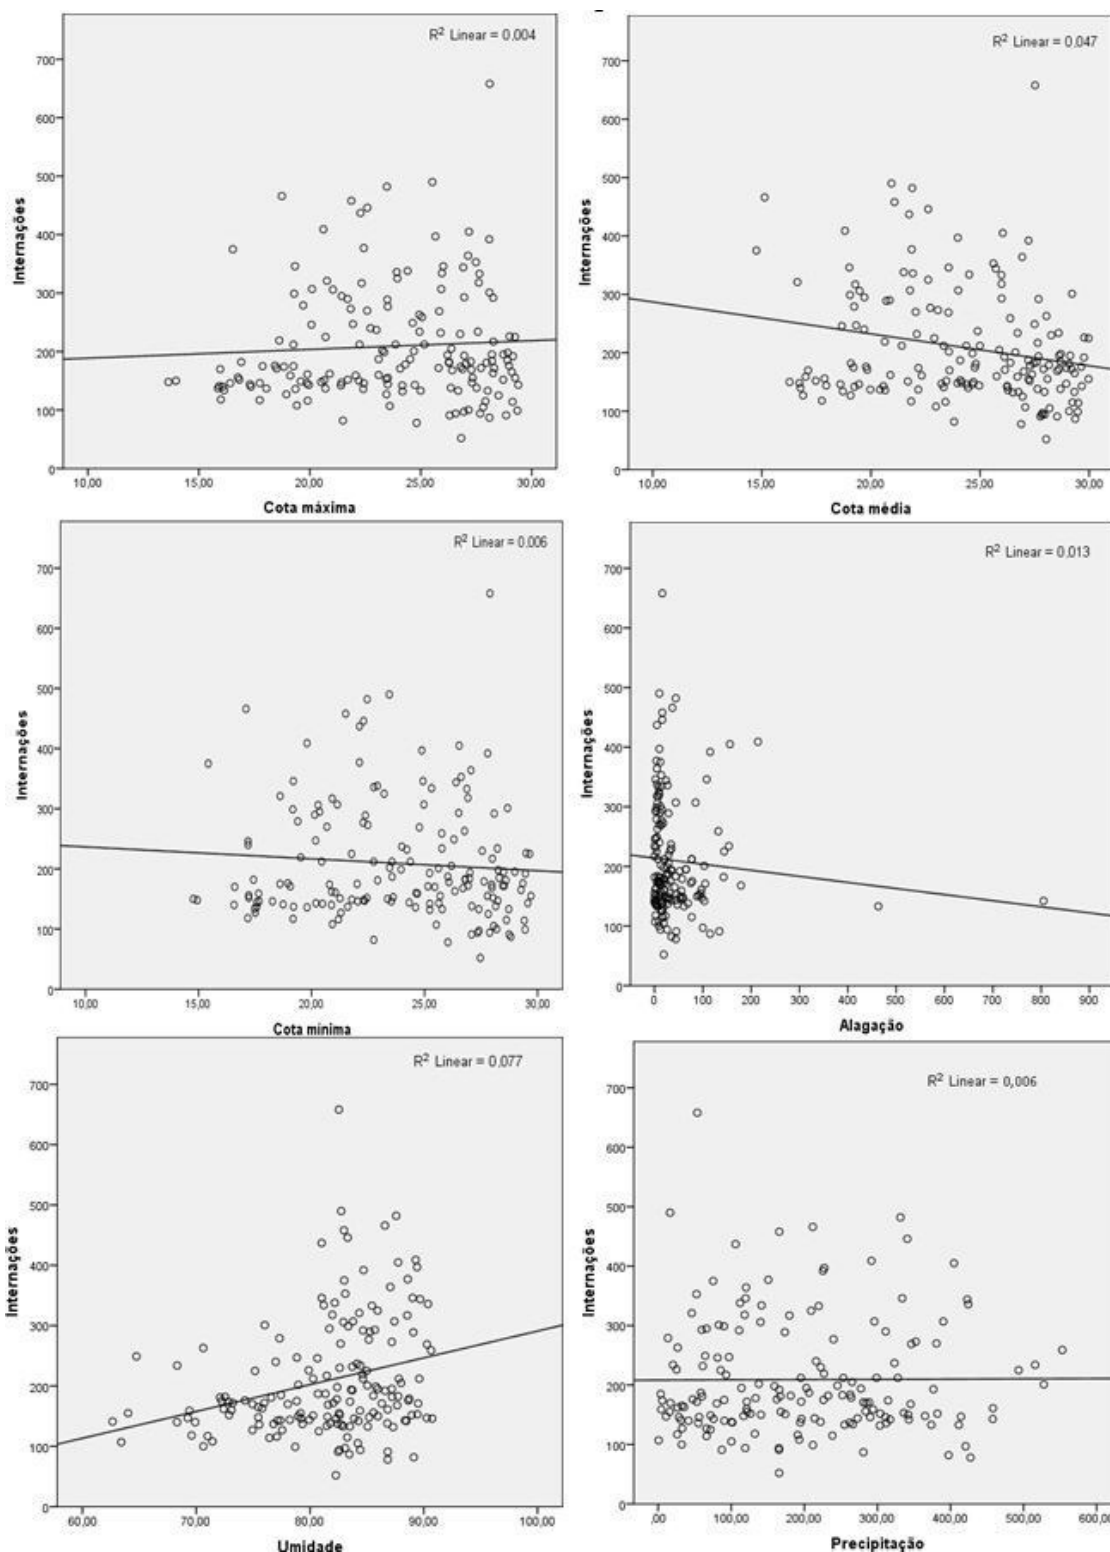 R² Linear = 0,004
700
600
500
400
300
200
100
0
Internações
10,00 15,00 20,00 25,00 30,00
Cota máxima
R² Linear = 0,047
700
600
500
400
300
200
100
0
Internações
10,00 15,00 20,00 25,00 30,00
Cota média
R² Linear = 0,006
700
600
500
400
300
200
100
0
Internações
10,00 15,00 20,00 25,00 30,00
Cota mínima
R² Linear = 0,013
700
600
500
400
300
200
100
0
Internações
0 100 200 300 400 500 600 700 800 900
Alagação
R² Linear = 0,077
700
600
500
400
300
200
100
0
Internações
60,00 70,00 80,00 90,00 100,00
Umidade
R² Linear = 0,006
700
600
500
400
300
200
100
0
Internações
,00 100,00 200,00 300,00 400,00 500,00 600,00
Precipitação